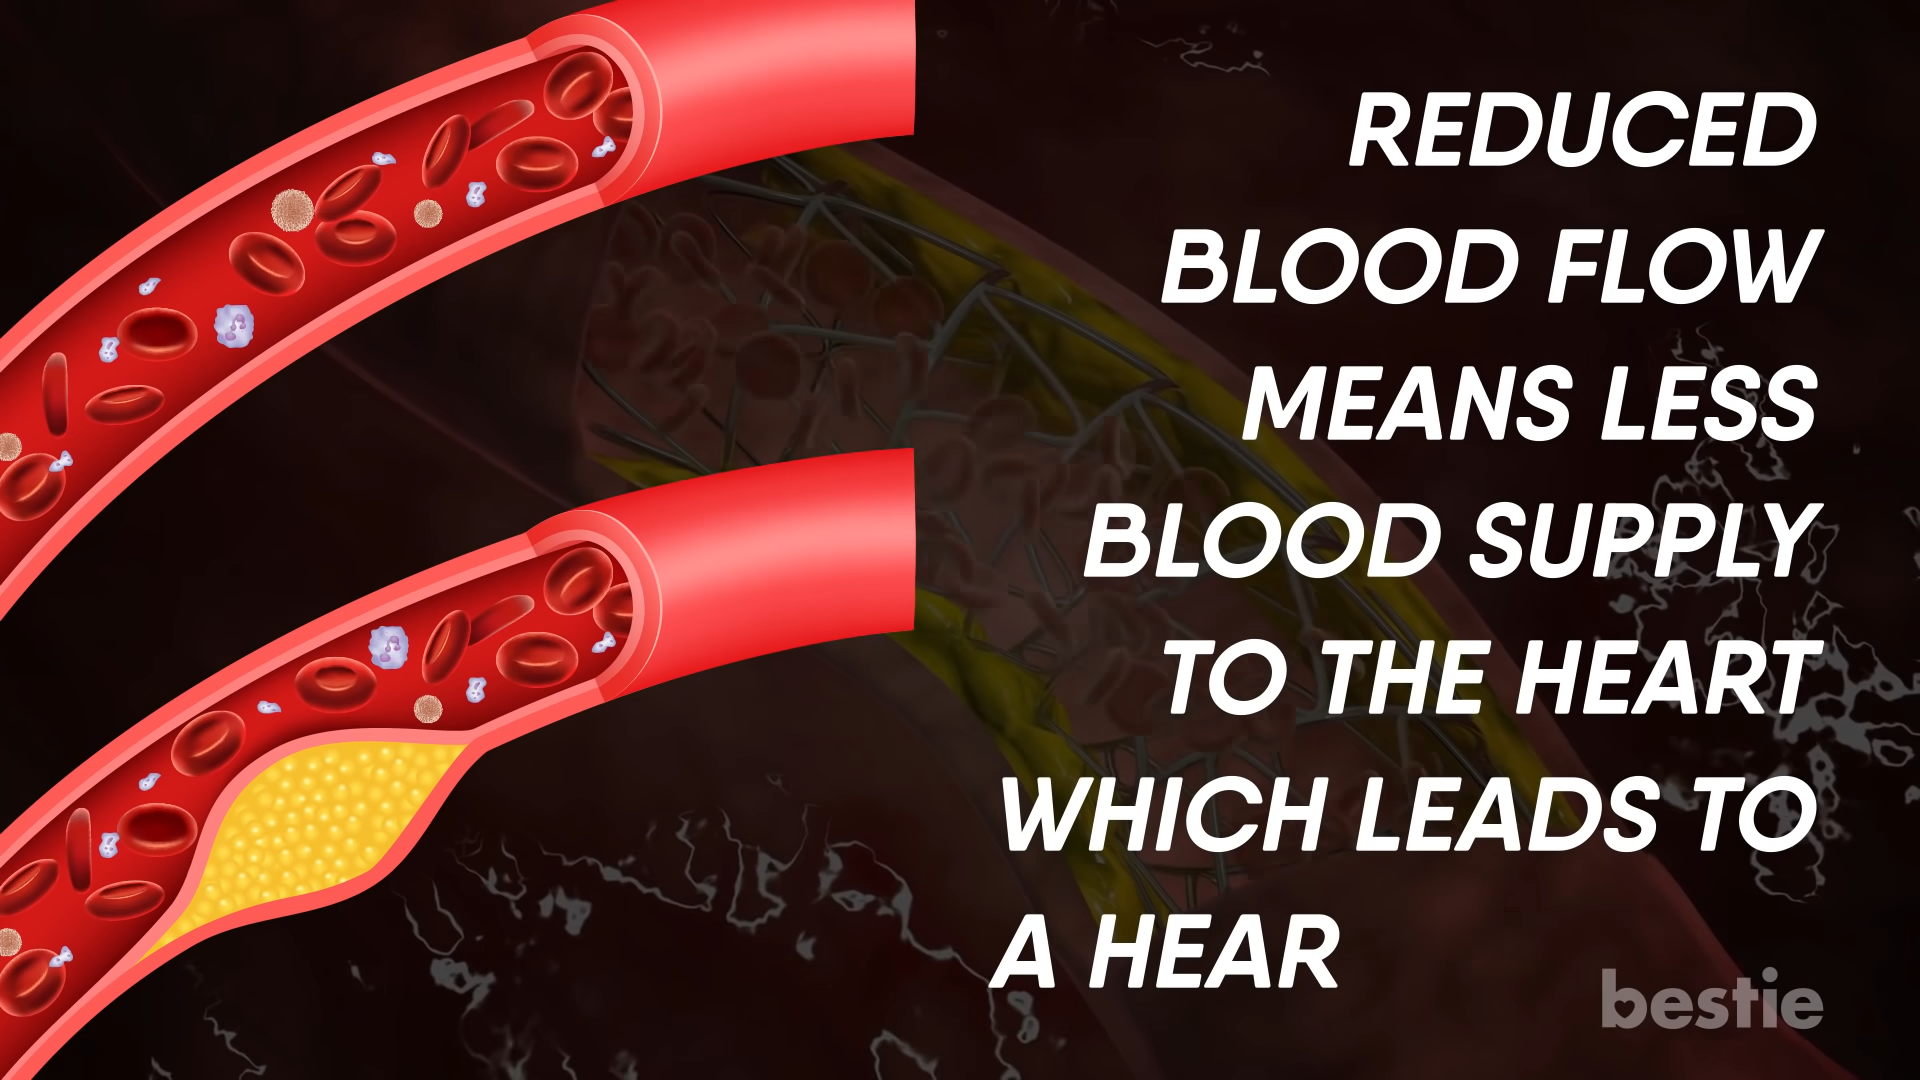 REDUCED
BLOOD FLOW
MEANS LESS
BLOOD SUPPLY
TO THE HEART
WHICH LEADS TO
A HEAR
bestie